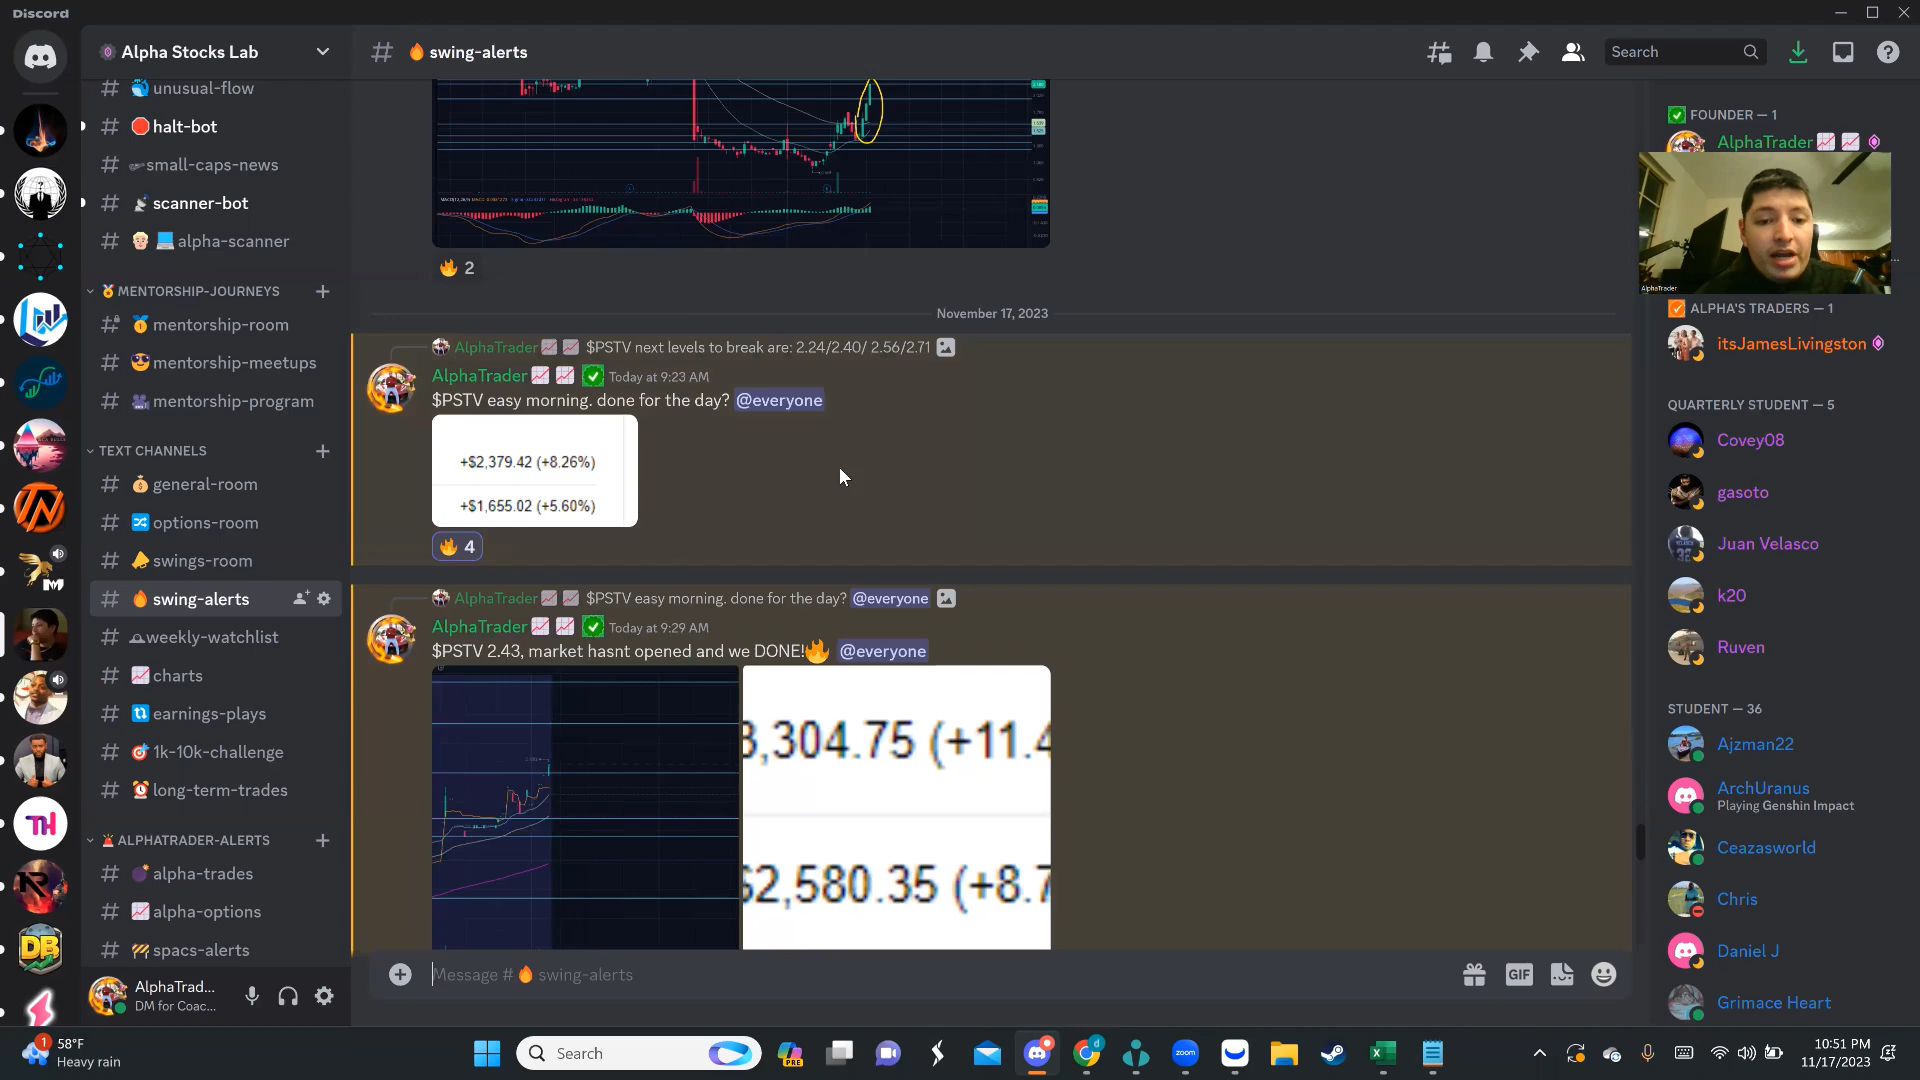 Discord
Alpha Stocks Lab
swing-alerts
Search
unusual-flow
halt-bot
small-caps-news
scanner-bot
alpha-scanner
MENTORSHIP-JOURNEYS
mentorship-room
mentorship-meetups
mentorship-program
TEXT CHANNELS
general-room
options-room
swings-room
swing-alerts
weekly-watchlist
charts
earnings-plays
1k-10k-challenge
long-term-trades
ALPHATRADER-ALERTS
alpha-trades
alpha-options
spacs-alerts
AlphaTrad...
DM for Coac...
2
November 17, 2023
AlphaTrader $PSTV next levels to break are: 2.24/2.40/ 2.56/2.71
AlphaTrader Today at 9:23 AM
$PSTV easy morning. done for the day? @everyone
+$2,379.42 (+8.26%)
+$1,655.02 (+5.60%)
4
AlphaTrader $PSTV easy morning. done for the day? @everyone
AlphaTrader Today at 9:29 AM
$PSTV 2.43, market hasnt opened and we DONE! @everyone
3,304.75 (+11.4
$2,580.35 (+8.7
Message # swing-alerts
GIF
FOUNDER — 1
AlphaTrader
AlphaTrader
ALPHA'S TRADERS — 1
itsJamesLivingston
QUARTERLY STUDENT — 5
Covey08
gasoto
Juan Velasco
k20
Ruven
STUDENT — 36
Ajzman22
ArchUranus
Playing Genshin Impact
Ceazasworld
Chris
Daniel J
Grimace Heart
TH
DB
1
58°F
Heavy rain
Search
PRE
zoom
10:51 PM
11/17/2023